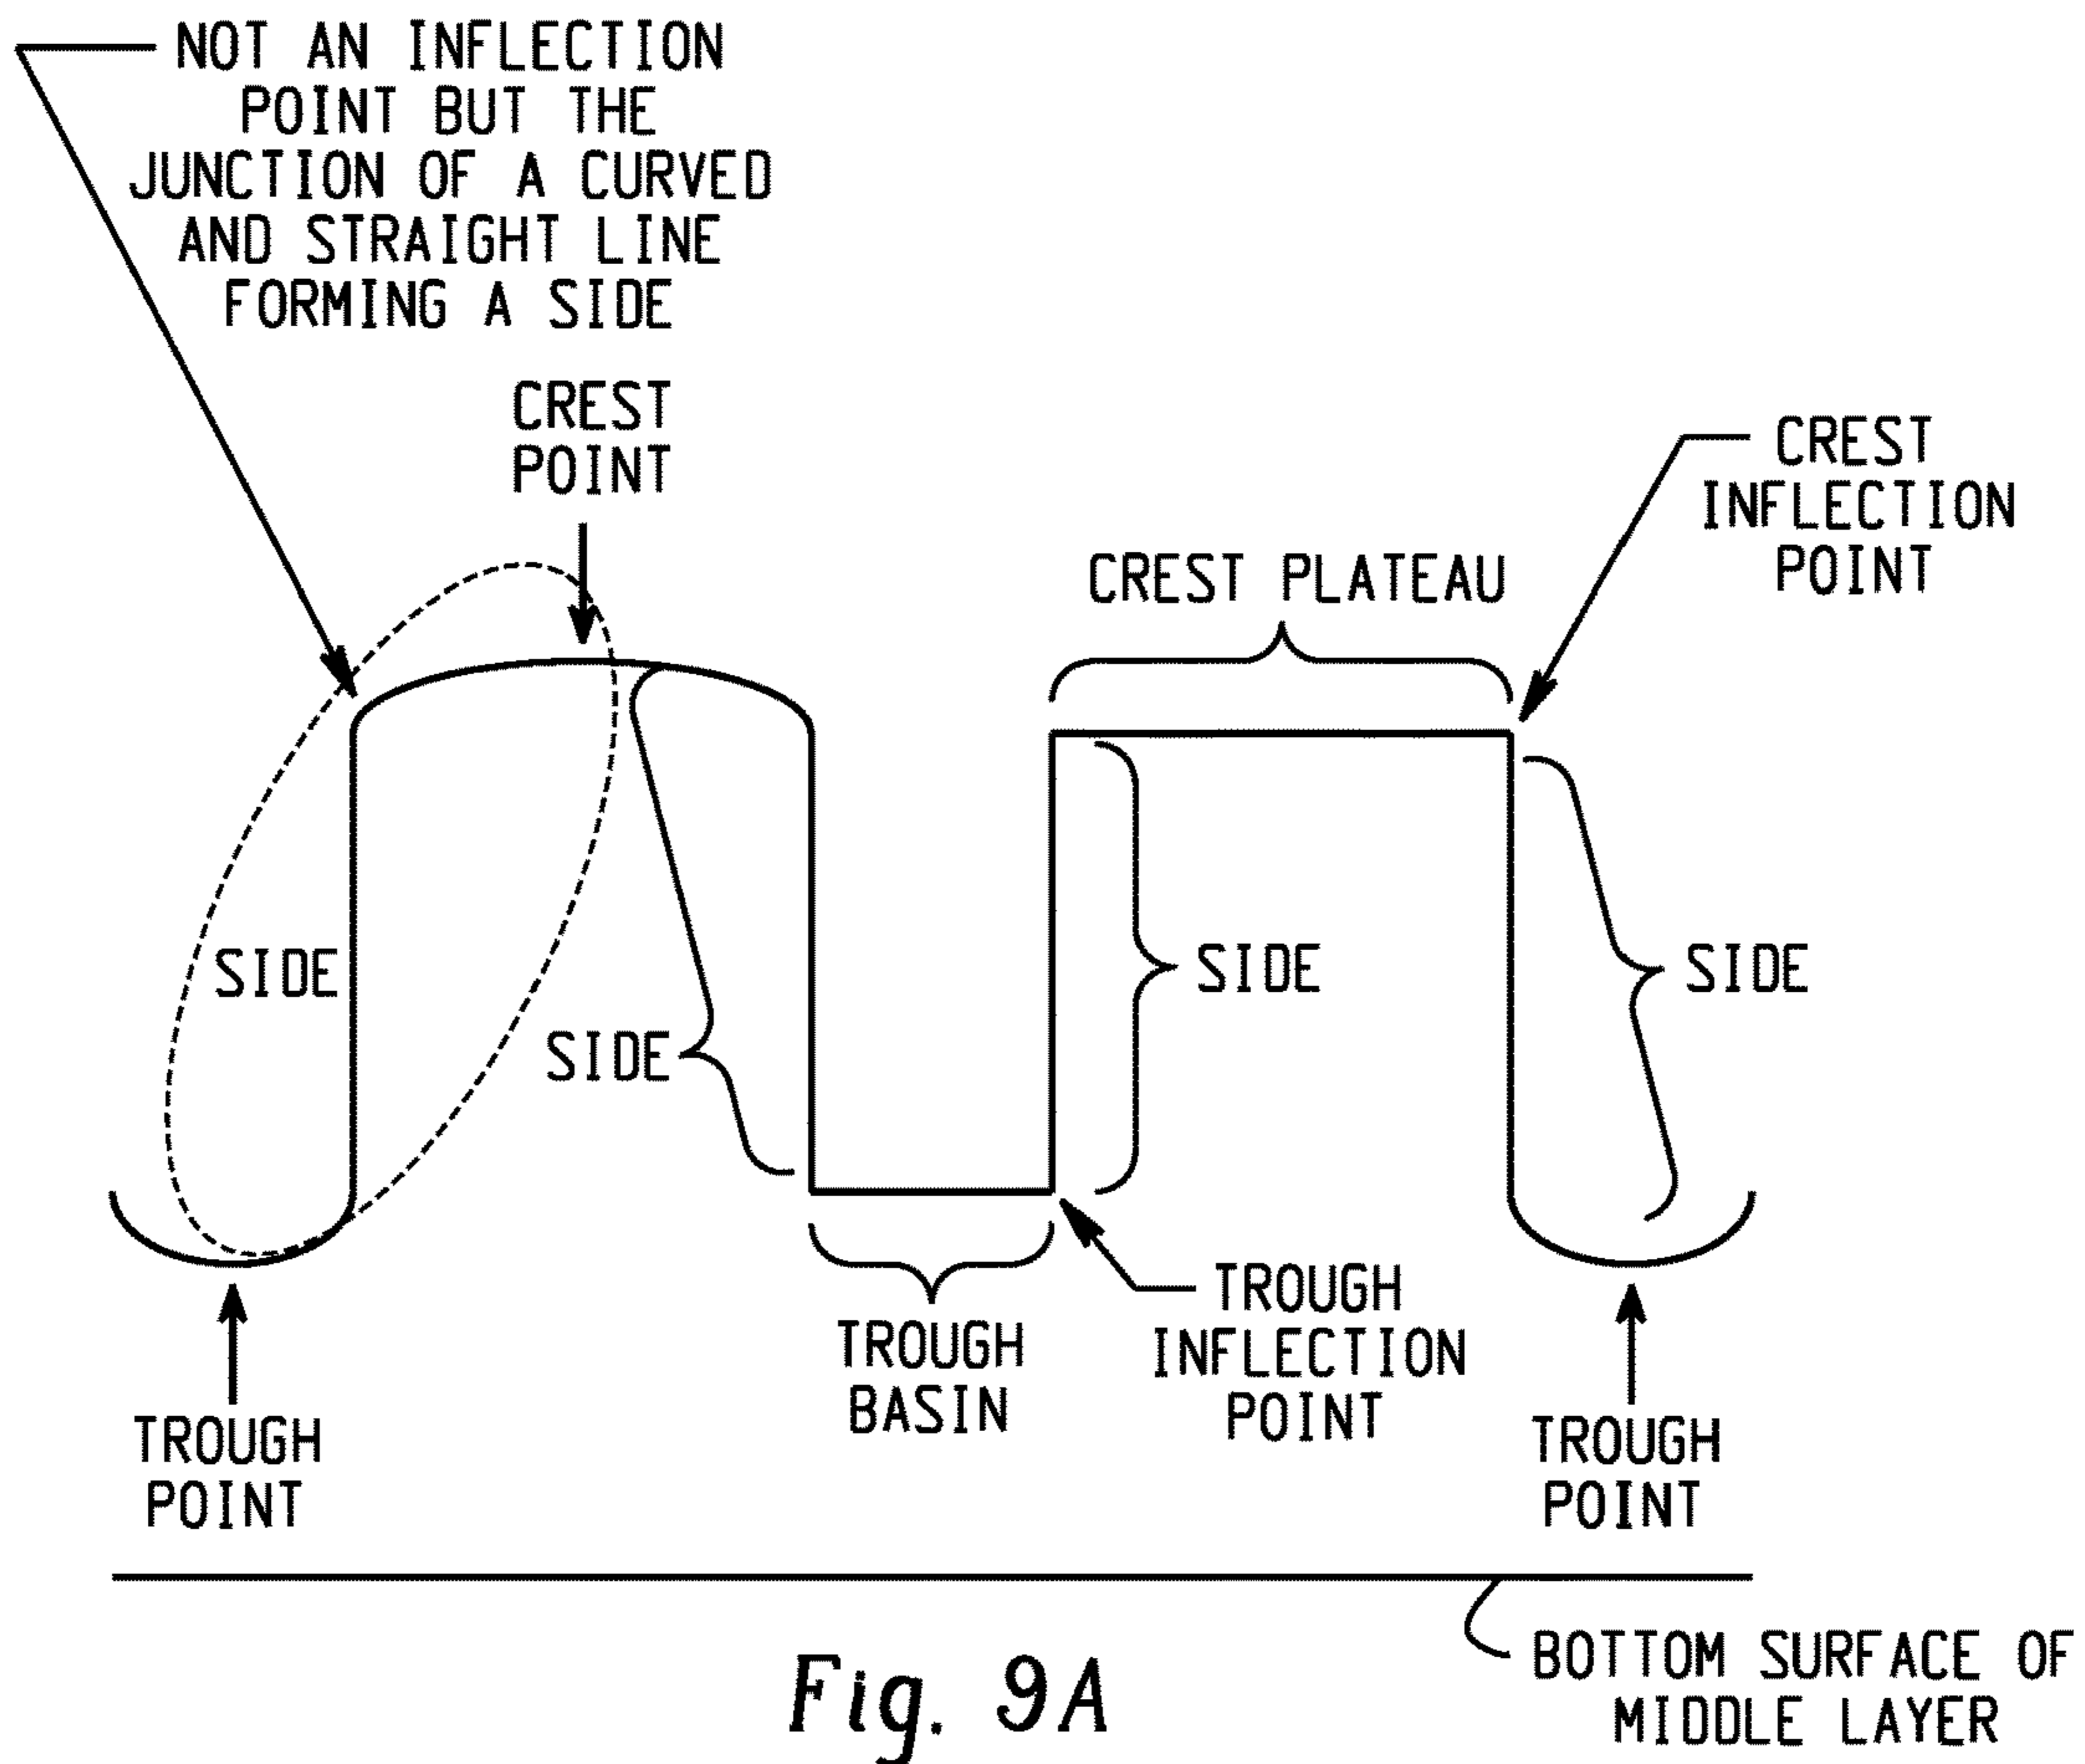 NOT AN INFLECTION
POINT BUT THE
JUNCTION OF A CURVED
AND STRAIGHT LINE
FORMING A SIDE
CREST
POINT
CREST
INFLECTION
POINT
CREST PLATEAU
SIDE
SIDE
SIDE
SIDE
TROUGH
BASIN
TROUGH
INFLECTION
POINT
TROUGH
POINT
TROUGH
POINT
BOTTOM SURFACE OF
MIDDLE LAYER
Fig. 9A